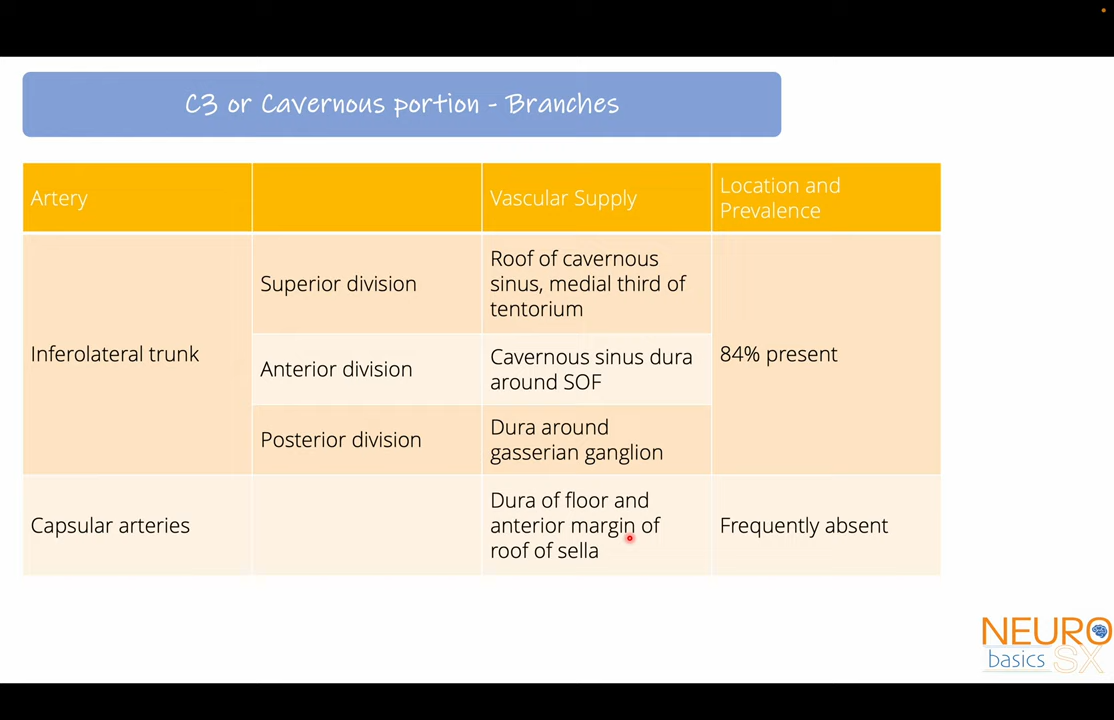 C3 or Cavernous portion - Branches
Artery
Vascular Supply
Location and
Prevalence
Inferolateral trunk
Superior division
Roof of cavernous
sinus, medial third of
tentorium
84% present
Anterior division
Cavernous sinus dura
around SOF
Posterior division
Dura around
gasserian ganglion
Capsular arteries
Dura of floor and
anterior margin of
roof of sella
Frequently absent
NEURO
basics SX